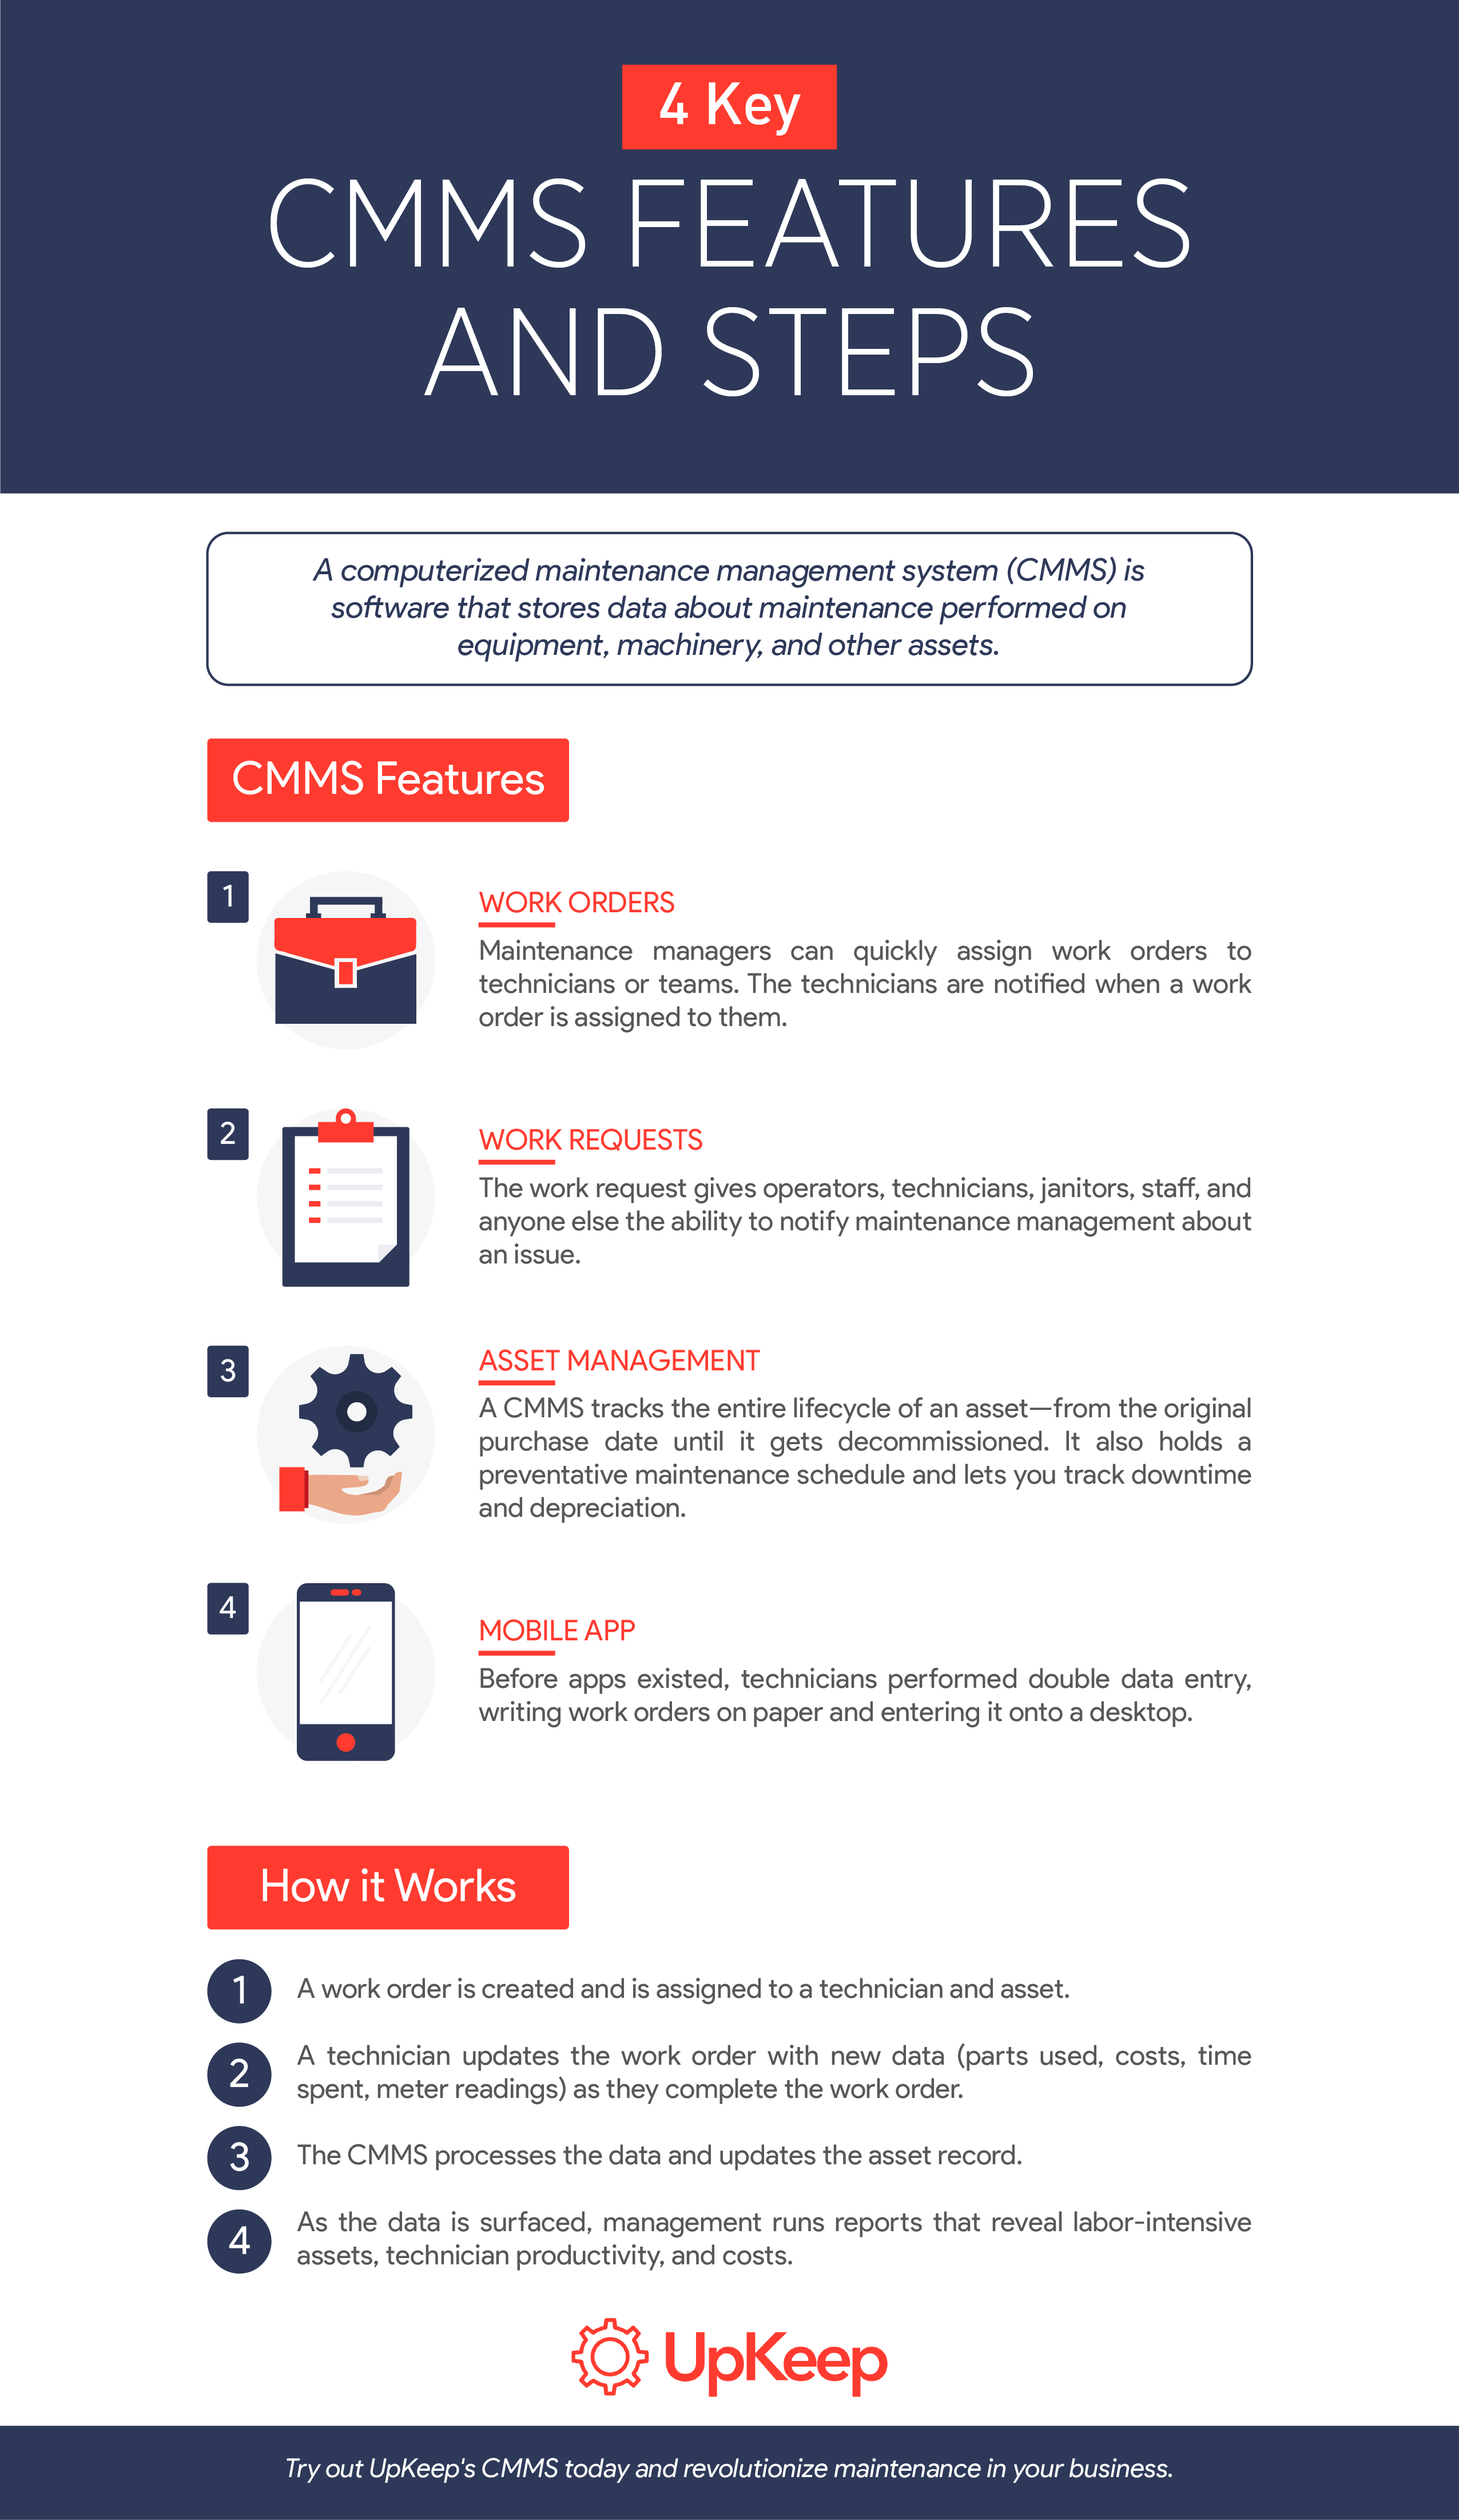 4 Key
CMMS FEATURES
AND STEPS
A computerized maintenance management system (CMMS) is
software that stores data about maintenance performed on
equipment, machinery, and other assets.
CMMS Features
1
WORK ORDERS
Maintenance managers can quickly assign work orders to
technicians or teams. The technicians are notified when a work
order is assigned to them.
2
WORK REQUESTS
The work request gives operators, technicians, janitors, staff, and
anyone else the ability to notify maintenance management about
an issue.
3
ASSET MANAGEMENT
A CMMS tracks the entire lifecycle of an asset—from the original
purchase date until it gets decommissioned. It also holds a
preventative maintenance schedule and lets you track downtime
and depreciation.
4
MOBILE APP
Before apps existed, technicians performed double data entry,
writing work orders on paper and entering it onto a desktop.
How it Works
1
A work order is created and is assigned to a technician and asset.
2
A technician updates the work order with new data (parts used, costs, time
spent, meter readings) as they complete the work order.
3
The CMMS processes the data and updates the asset record.
4
As the data is surfaced, management runs reports that reveal labor-intensive
assets, technician productivity, and costs.
UpKeep
Try out UpKeep's CMMS today and revolutionize maintenance in your business.